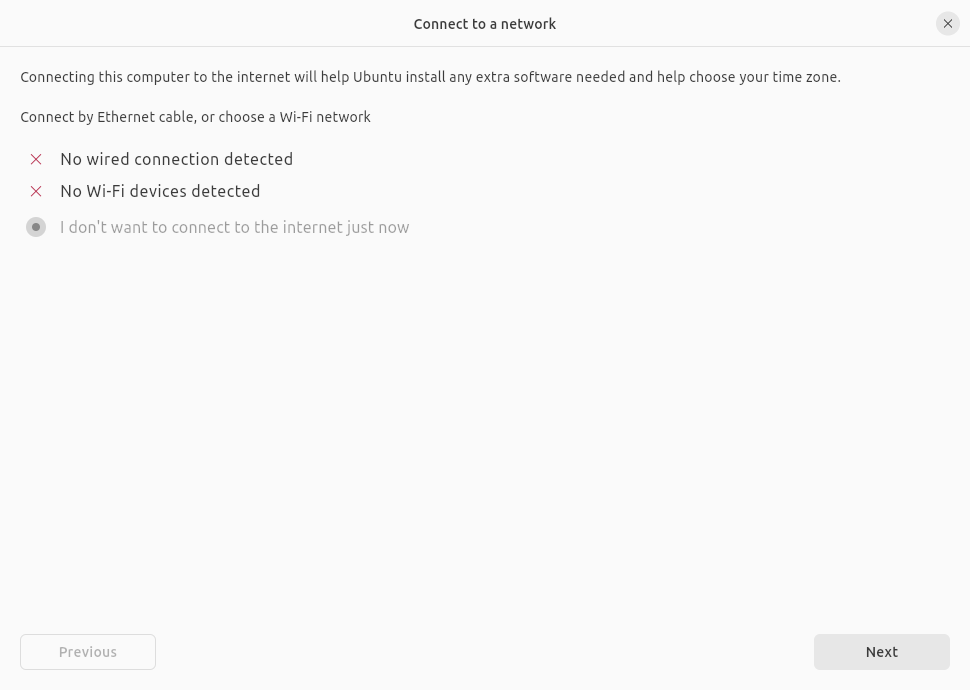 Connect to a network
Connecting this computer to the internet will help Ubuntu install any extra software needed and help choose your time zone.
Connect by Ethernet cable, or choose a Wi-Fi network
No wired connection detected
No Wi-Fi devices detected
I don't want to connect to the internet just now
Previous
Next